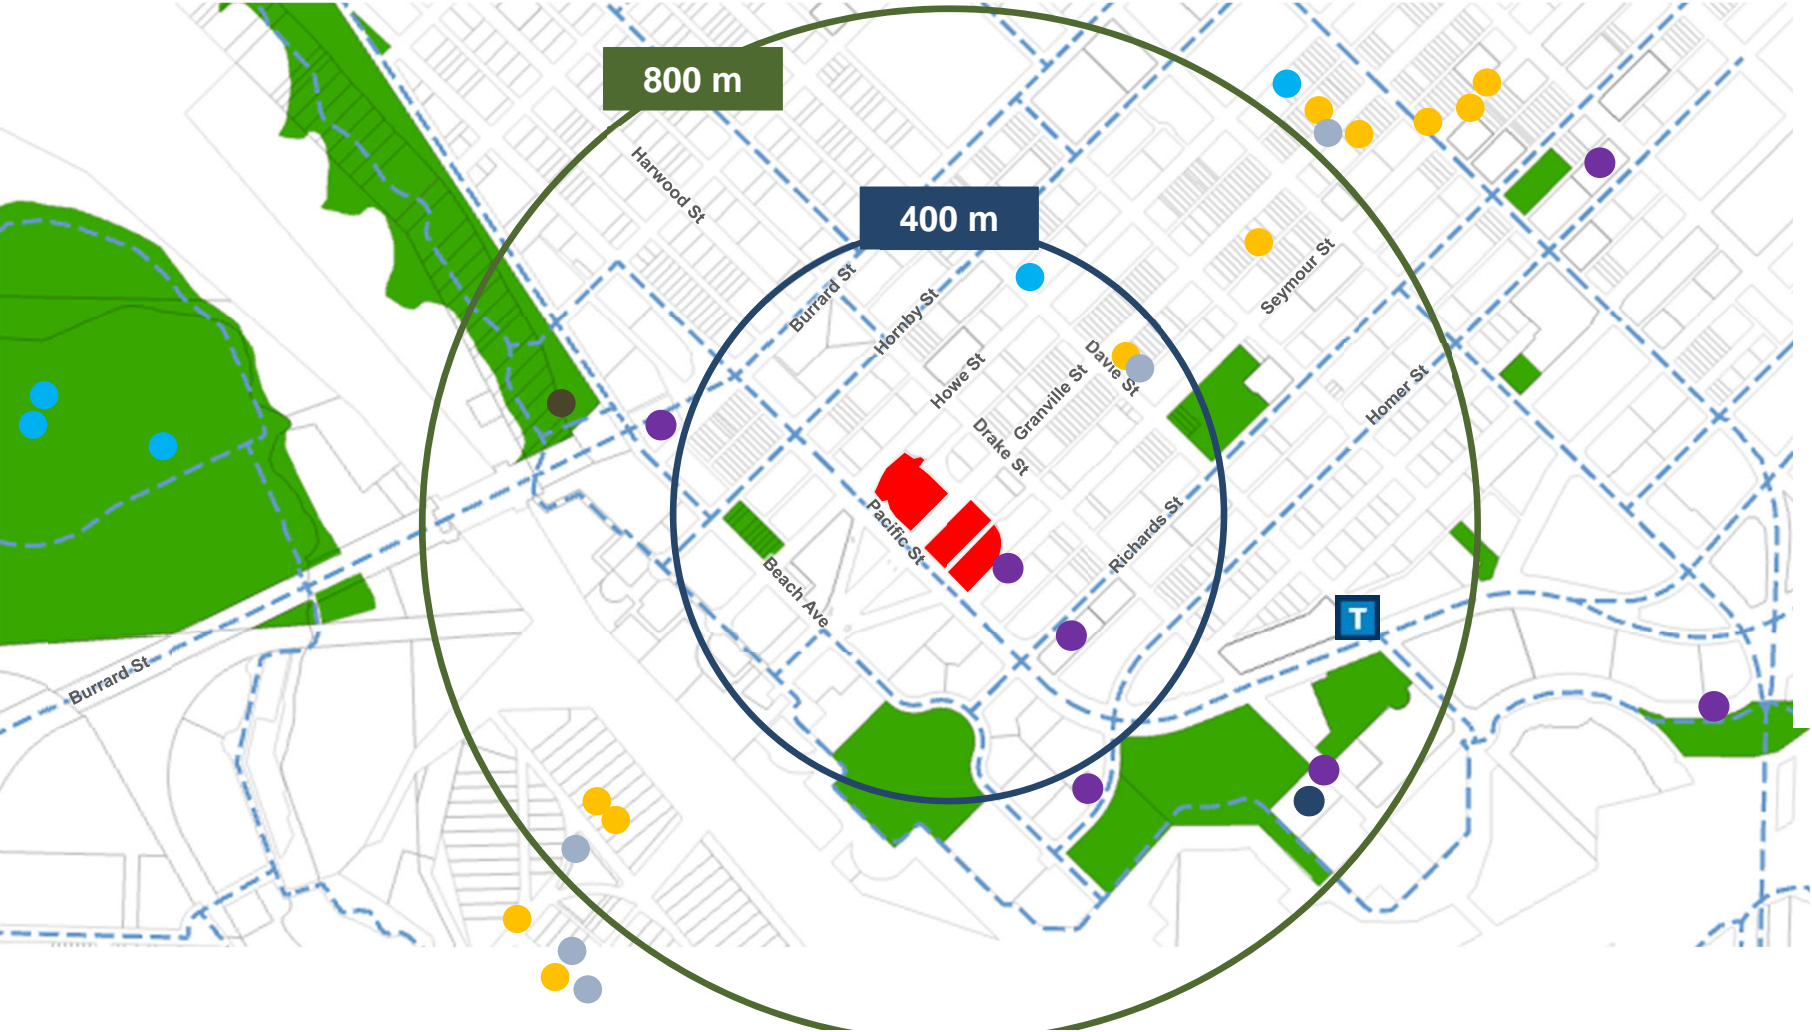 800 m
Harwood St
400 m
Burrard St
Hornby St
Seymour St
Howe St
Davie St
Granville St
Homer St
Drake St
Pacific St
Richards St
Beach Ave
T
Burrard St